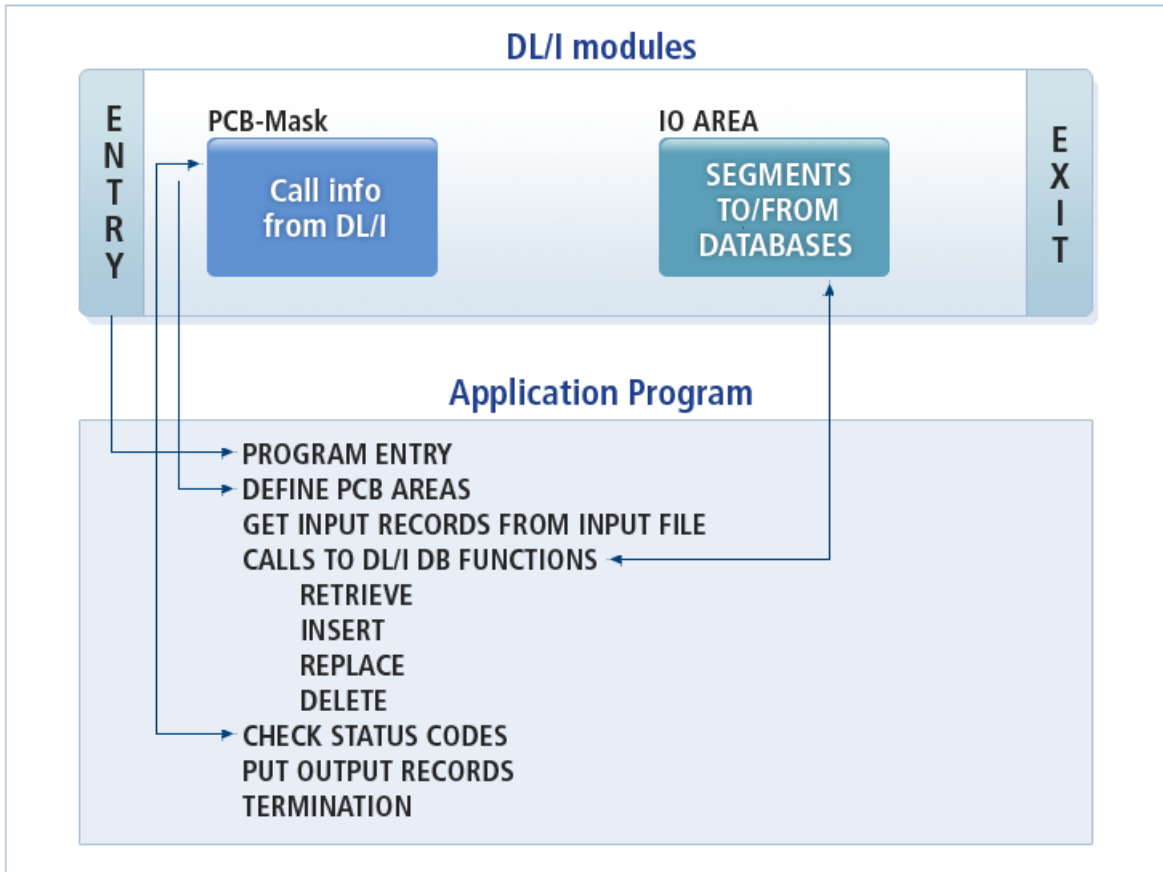 DL/I modules
ENTRY
PCB-Mask
Call info
from DL/I
IO AREA
SEGMENTS
TO/FROM
DATABASES
EXIT
Application Program
PROGRAM ENTRY
DEFINE PCB AREAS
GET INPUT RECORDS FROM INPUT FILE
CALLS TO DL/I DB FUNCTIONS
RETRIEVE
INSERT
REPLACE
DELETE
CHECK STATUS CODES
PUT OUTPUT RECORDS
TERMINATION